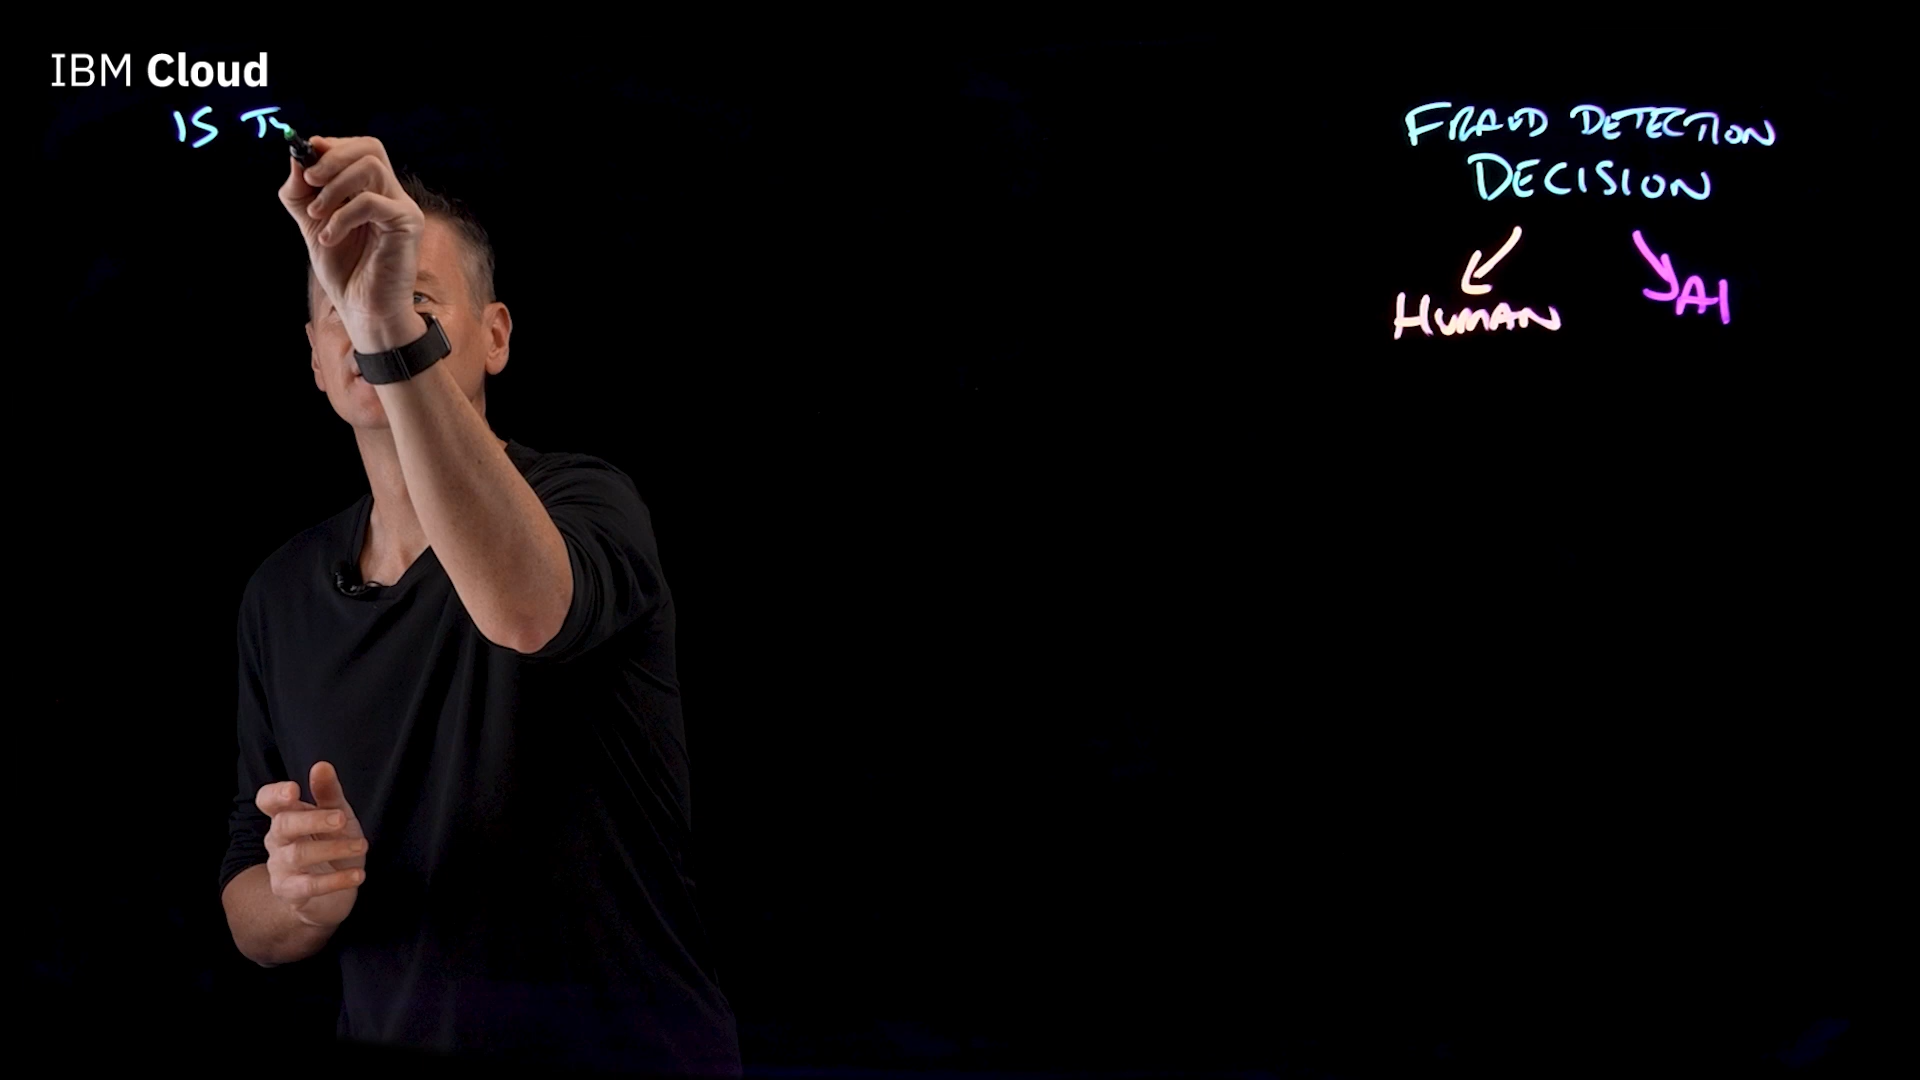 IBM Cloud
IS
FRAUD DETECTION
DECISION
HUMAN
AI